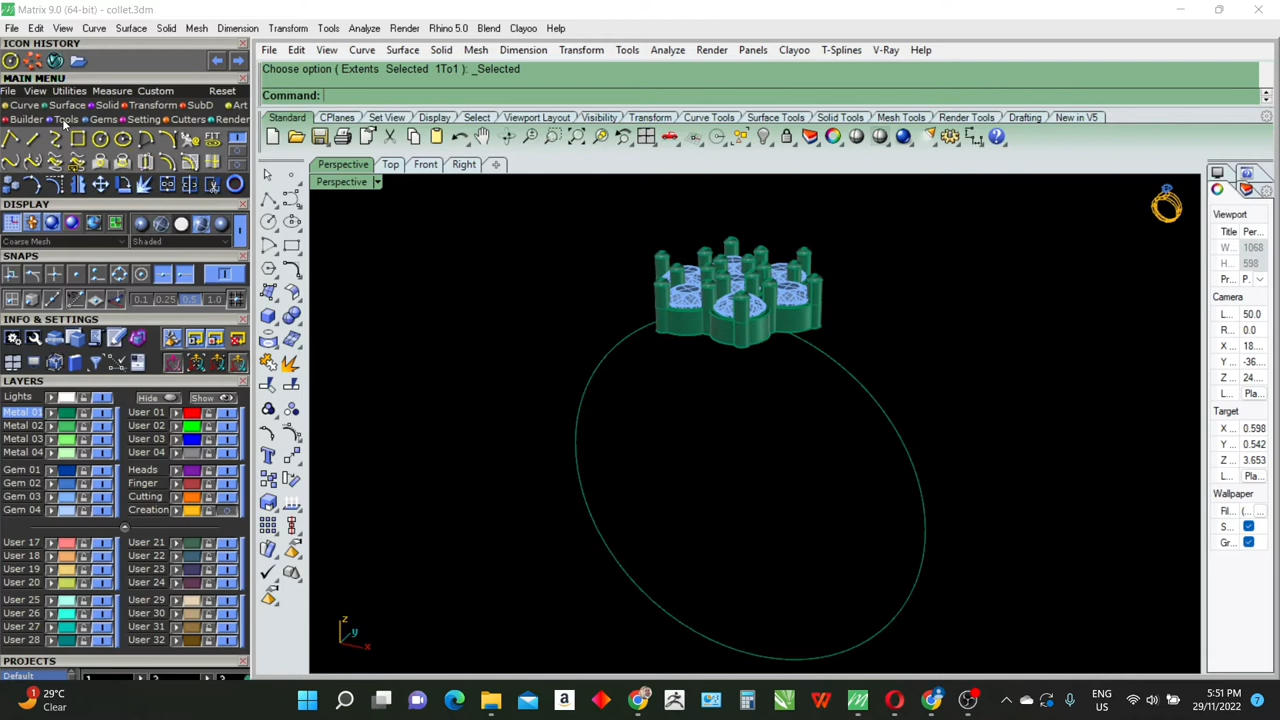 Matrix 9.0 (64-bit) - collet.3dm
File Edit View Curve Surface Solid Mesh Dimension Transform Tools Analyze Render Rhino 5.0 Blend Clayoo Help
ICON HISTORY
MAIN MENU
File View Utilities Measure Custom Reset
Curve Surface Solid Transform SubD Art
Builder Tools Gems Setting Cutters Render
FIT
DISPLAY
Coarse Mesh Shaded
SNAPS
0.1 0.25 0.5 1.0
INFO & SETTINGS
LAYERS
Lights Hide Show
Metal 01 User 01
Metal 02 User 02
Metal 03 User 03
Metal 04 User 04
Gem 01 Heads
Gem 02 Finger
Gem 03 Cutting
Gem 04 Creation
User 17 User 21
User 18 User 22
User 19 User 23
User 20 User 24
User 25 User 29
User 26 User 30
User 27 User 31
User 28 User 32
PROJECTS
Default
File Edit View Curve Surface Solid Mesh Dimension Transform Tools Analyze Render Panels Clayoo T-Splines V-Ray Help
Choose option ( Extents Selected 1To1 ): _Selected
Command:
Standard CPlanes Set View Display Select Viewport Layout Visibility Transform Curve Tools Surface Tools Solid Tools Mesh Tools Render Tools Drafting New in V5
Perspective Top Front Right
Perspective
z
y
x
Viewport
Title Per...
W... 1068
H... 598
Pr... P.
Camera
L... 50.0
R... 0.0
X ... 18....
Y ... -36....
Z ... 24....
L... Pla...
Target
X ... 0.598
Y ... 0.542
Z ... 3.653
L... Pla...
Wallpaper
Fil... (... ...
S...
Gr...
29°C
Clear
ENG
US
5:51 PM
29/11/2022